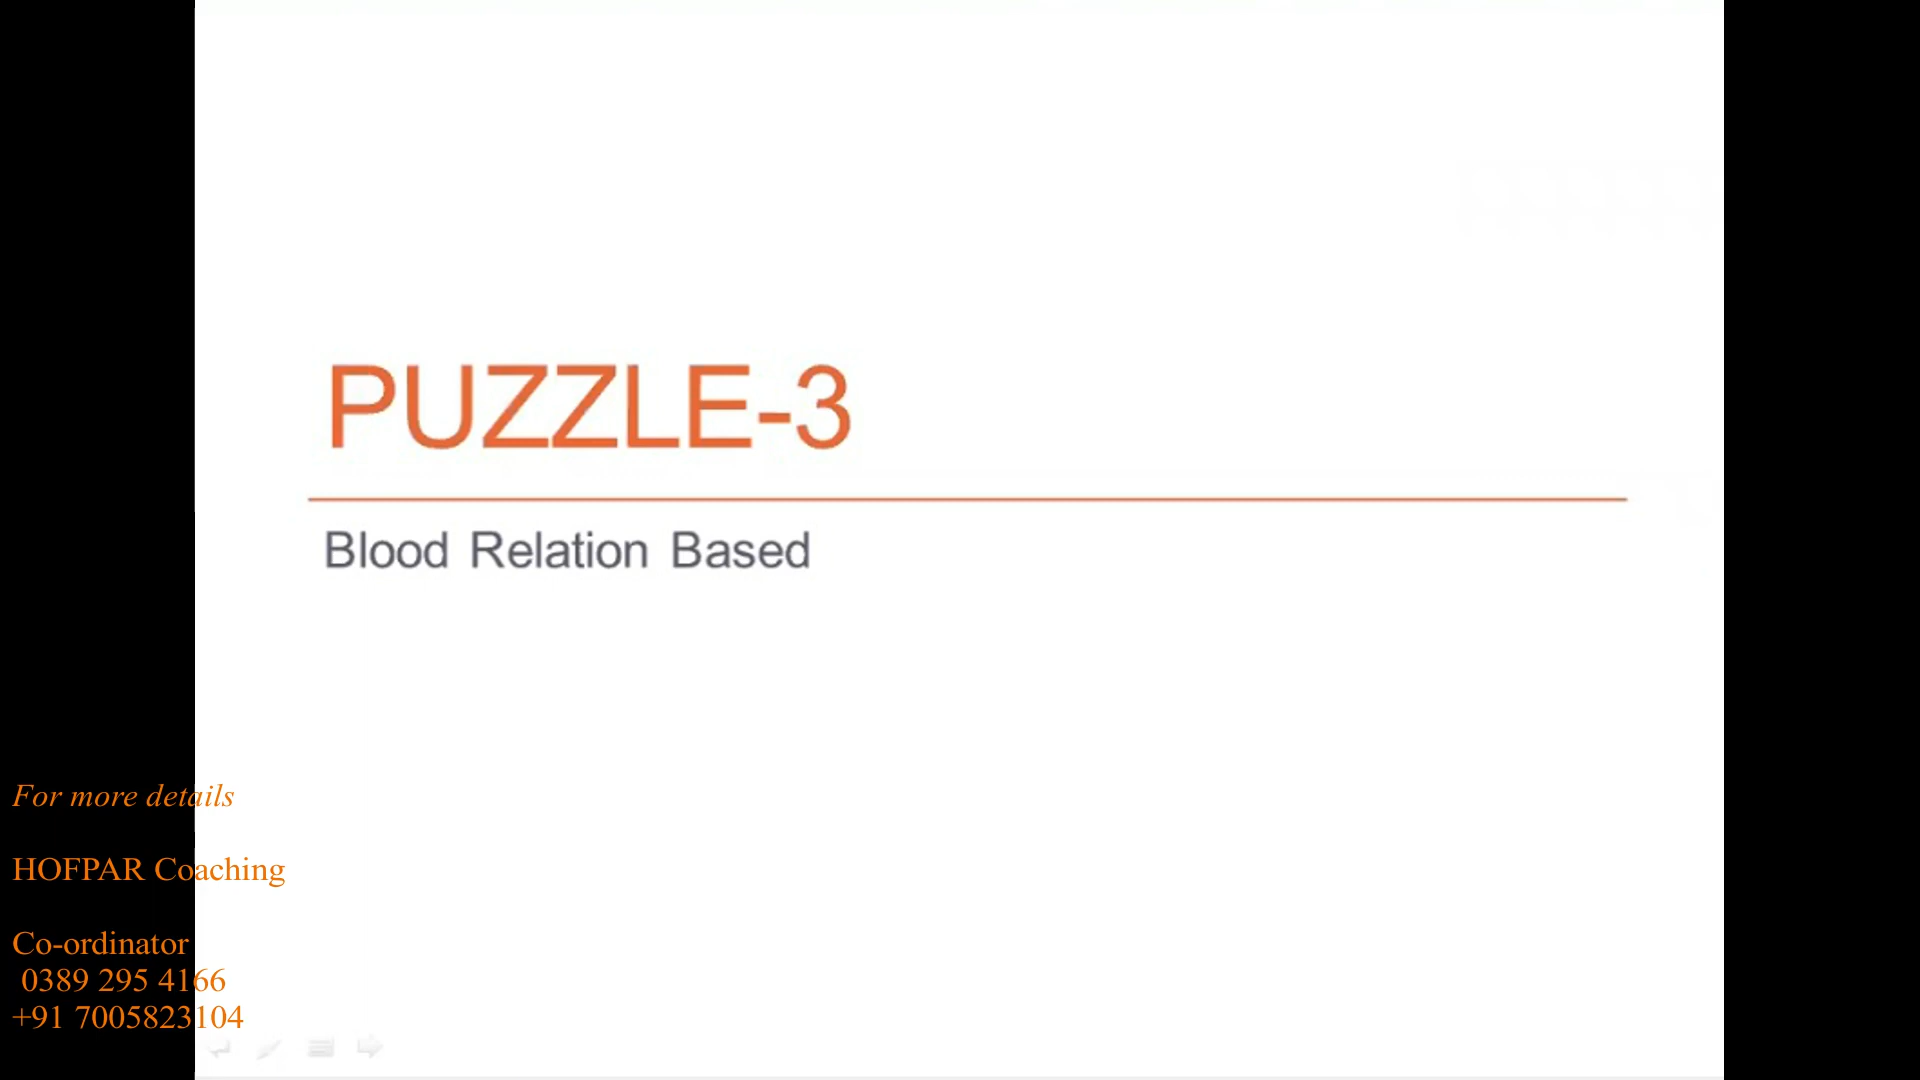 PUZZLE-3
Blood Relation Based
For more details
HOFPAR Coaching
Co-ordinator
0389 295 4166
+91 7005823104